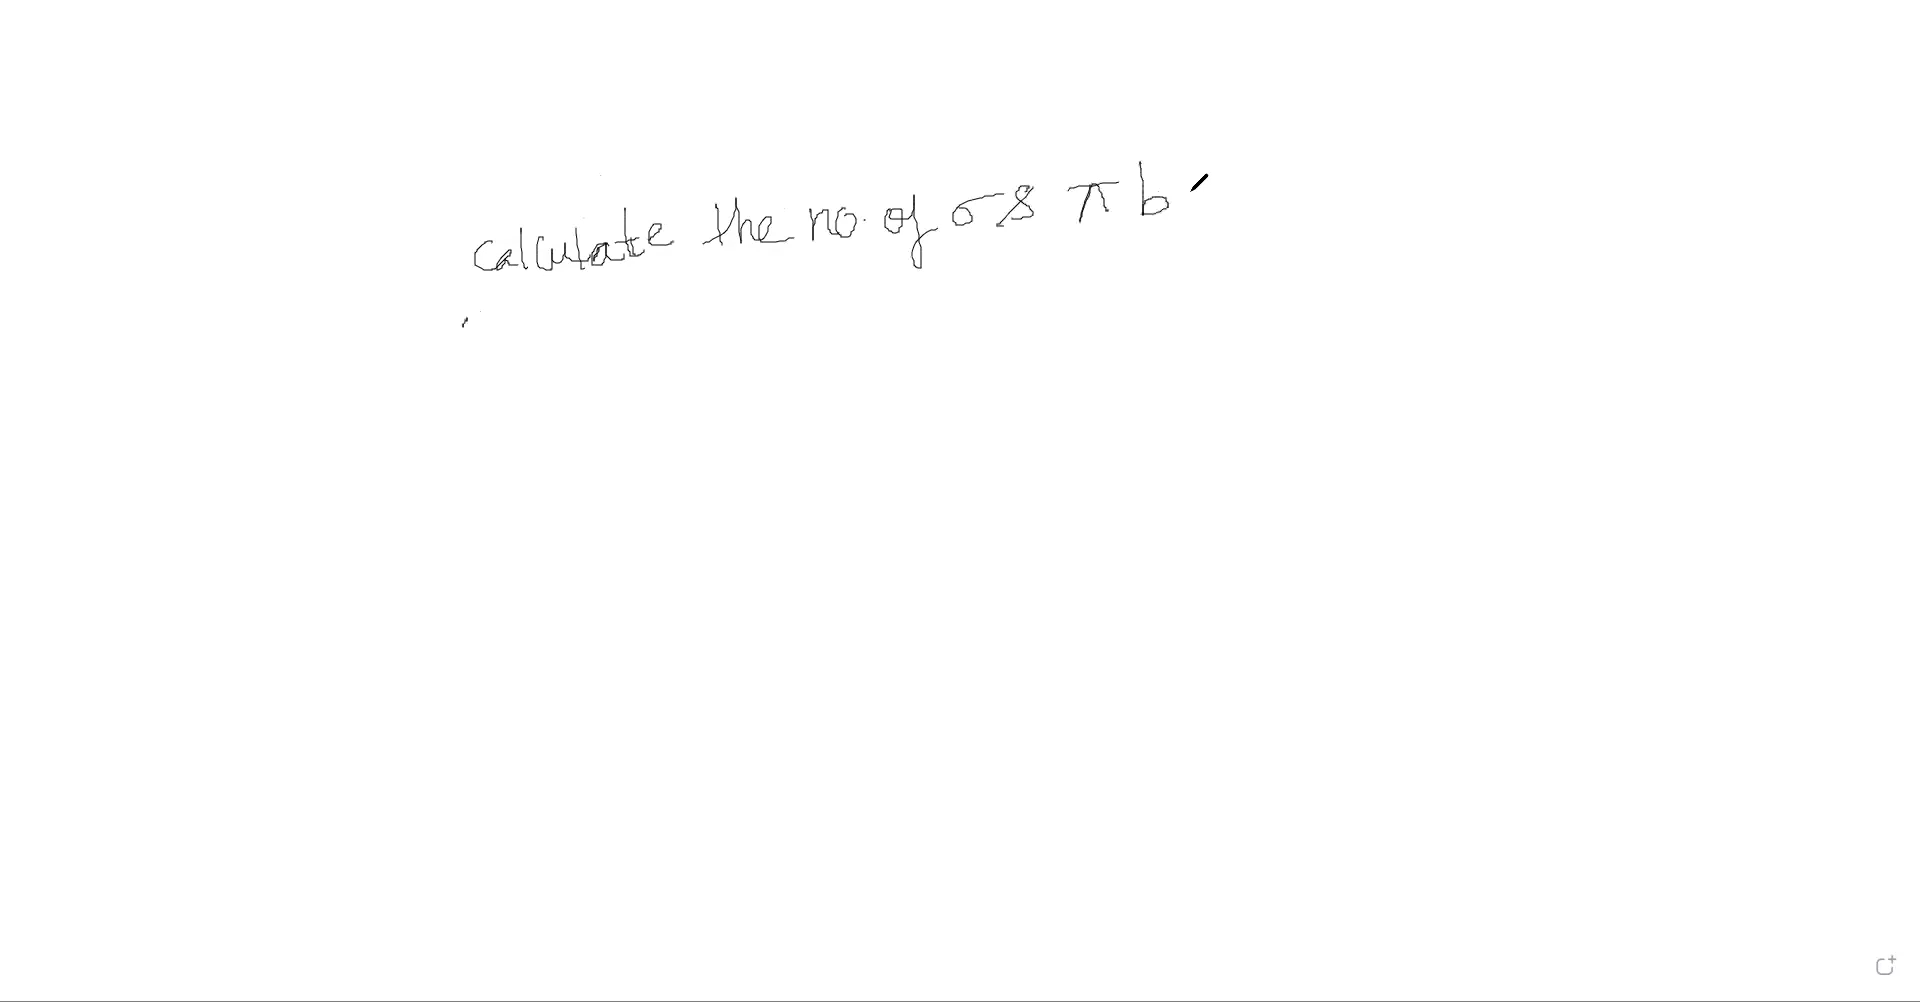 calculate the no. of σ & π b